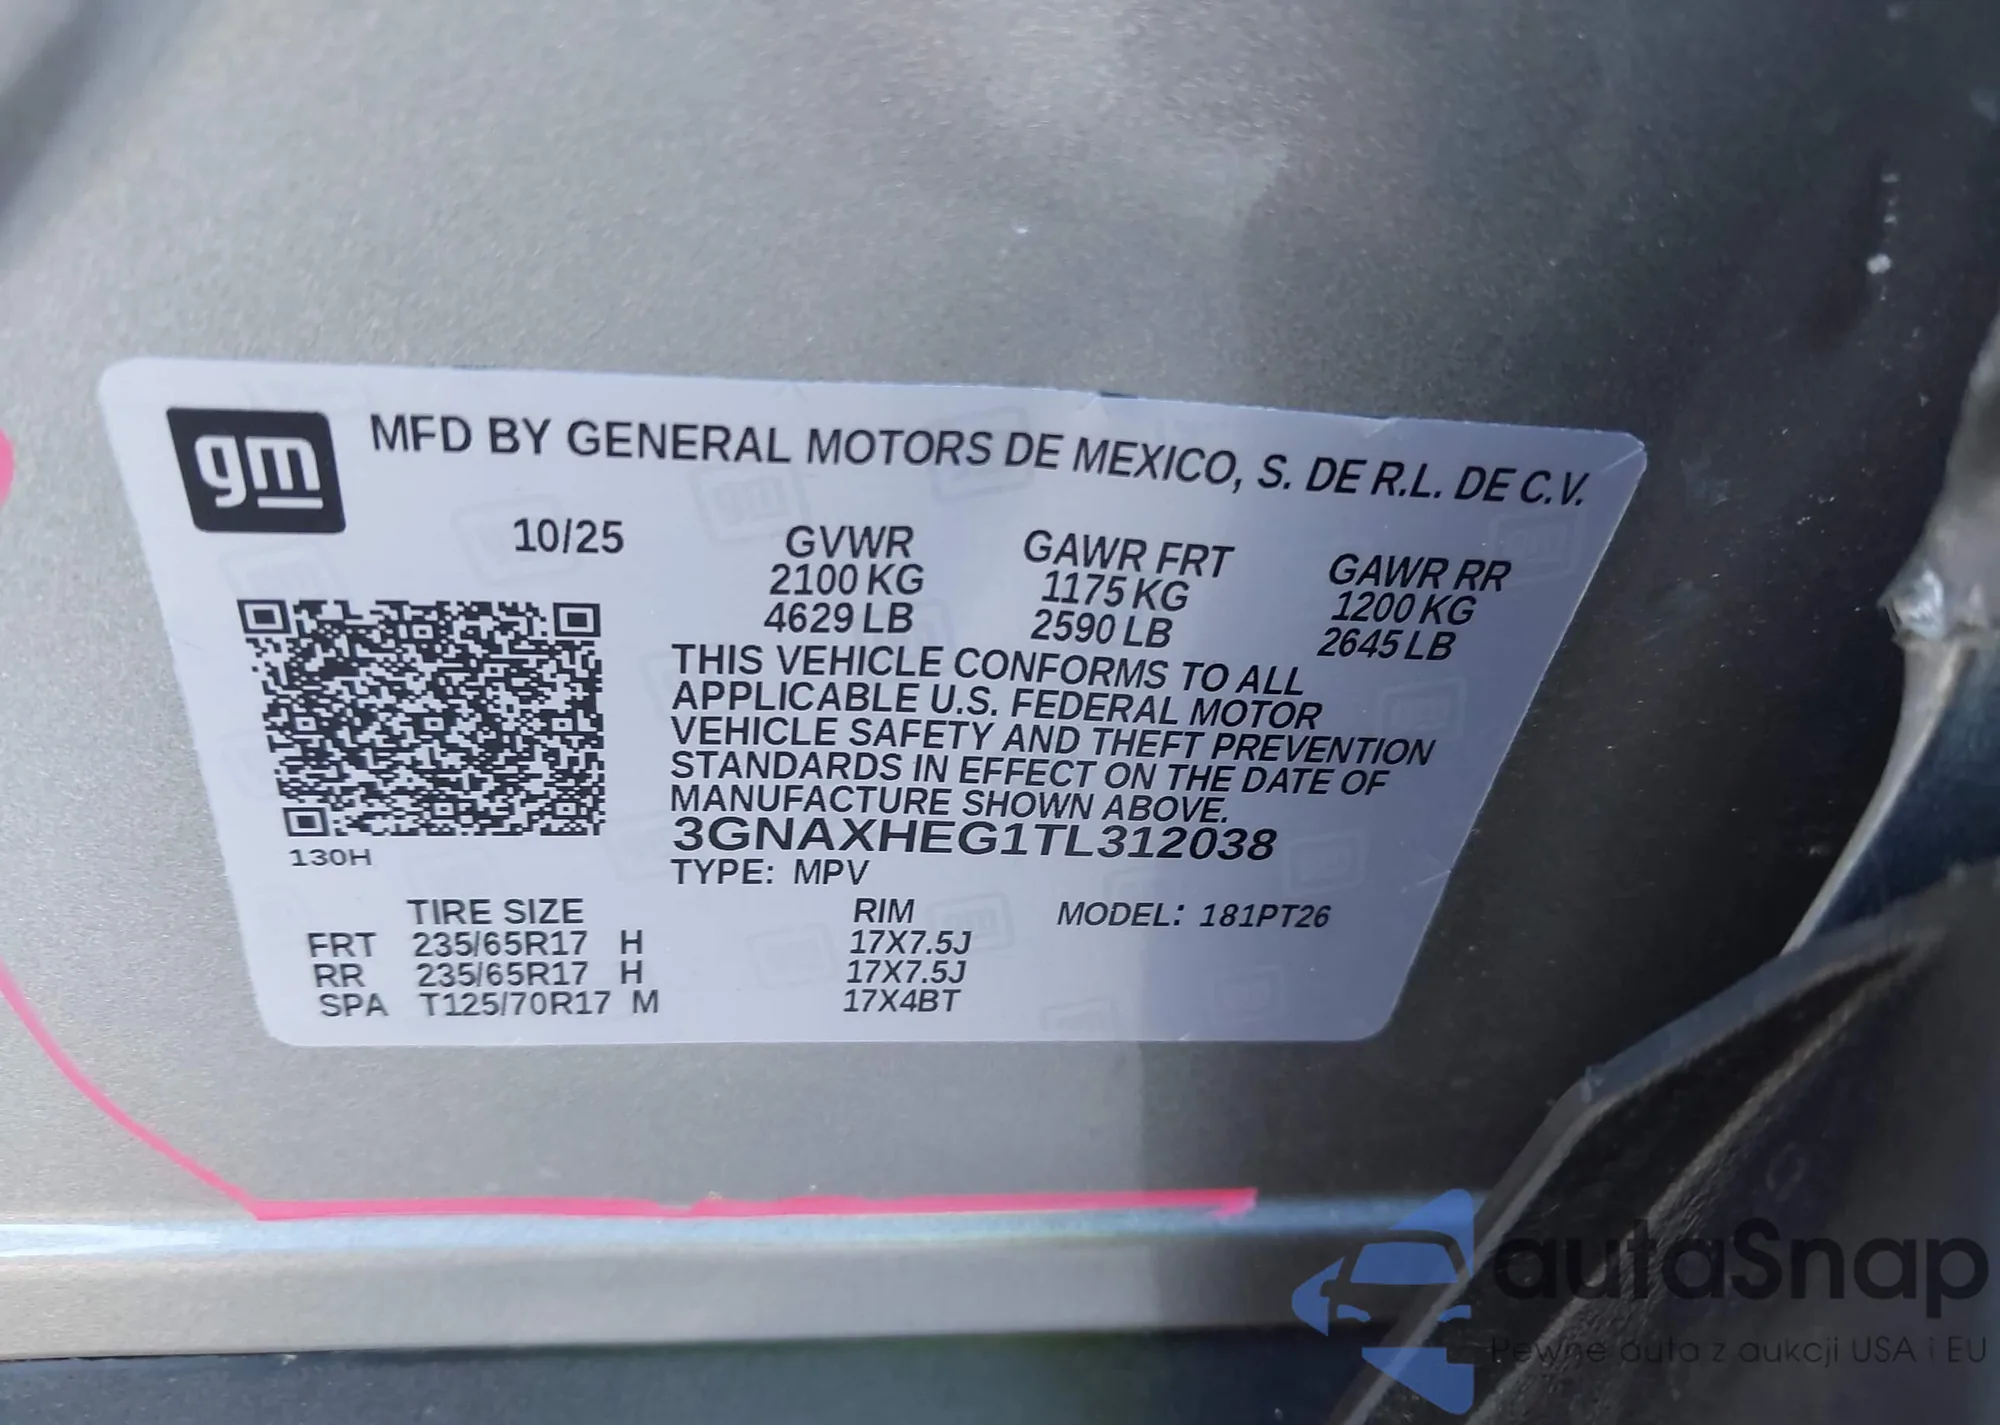 gm
MFD BY GENERAL MOTORS DE MEXICO, S. DE R.L. DE C.V.
10/25
GVWR GAWR FRT GAWR RR
2100 KG 1175 KG 1200 KG
4629 LB 2590 LB 2645 LB
THIS VEHICLE CONFORMS TO ALL
APPLICABLE U.S. FEDERAL MOTOR
VEHICLE SAFETY AND THEFT PREVENTION
STANDARDS IN EFFECT ON THE DATE OF
MANUFACTURE SHOWN ABOVE.
3GNAXHEG1TL312038
130H
TYPE: MPV
TIRE SIZE RIM MODEL: 181PT26
FRT 235/65R17 H 17X7.5J
RR 235/65R17 H 17X7.5J
SPA T125/70R17 M 17X4BT
autaSnap
Pewne auta z aukcji USA i EU